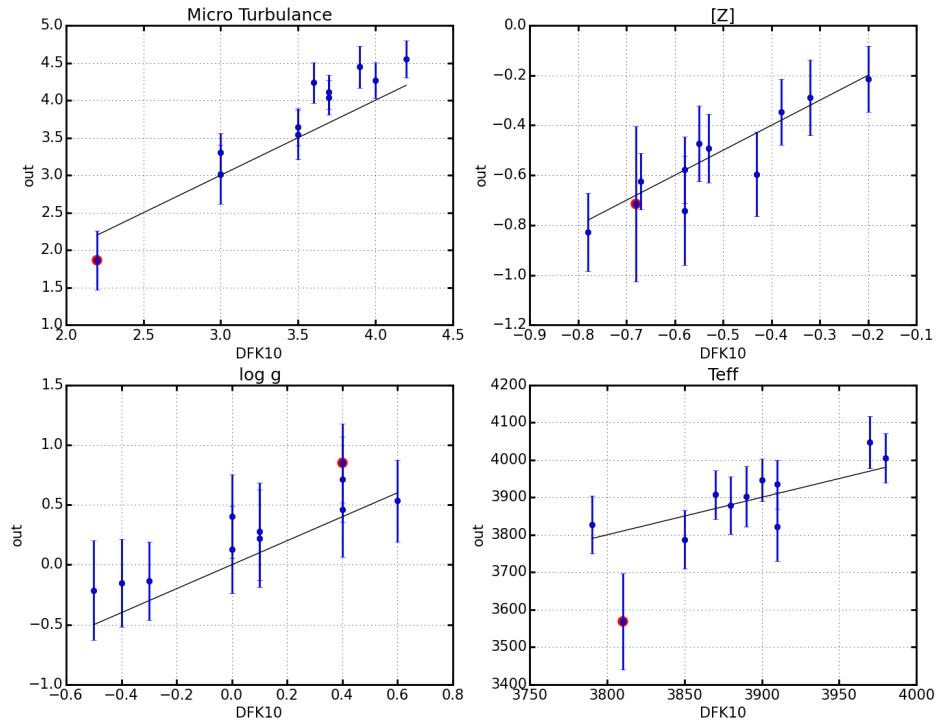 Micro Turbulance
5.0
4.5
4.0
3.5
3.0
2.5
2.0
1.5
1.0
out
2.0 2.5 3.0 3.5 4.0 4.5
DFK10
[Z]
0.0
−0.2
−0.4
−0.6
−0.8
−1.0
−1.2
out
−0.9 −0.8 −0.7 −0.6 −0.5 −0.4 −0.3 −0.2 −0.1
DFK10
log g
1.5
1.0
0.5
0.0
−0.5
−1.0
out
−0.6 −0.4 −0.2 0.0 0.2 0.4 0.6 0.8
DFK10
Teff
4200
4100
4000
3900
3800
3700
3600
3500
3400
out
3750 3800 3850 3900 3950 4000
DFK10